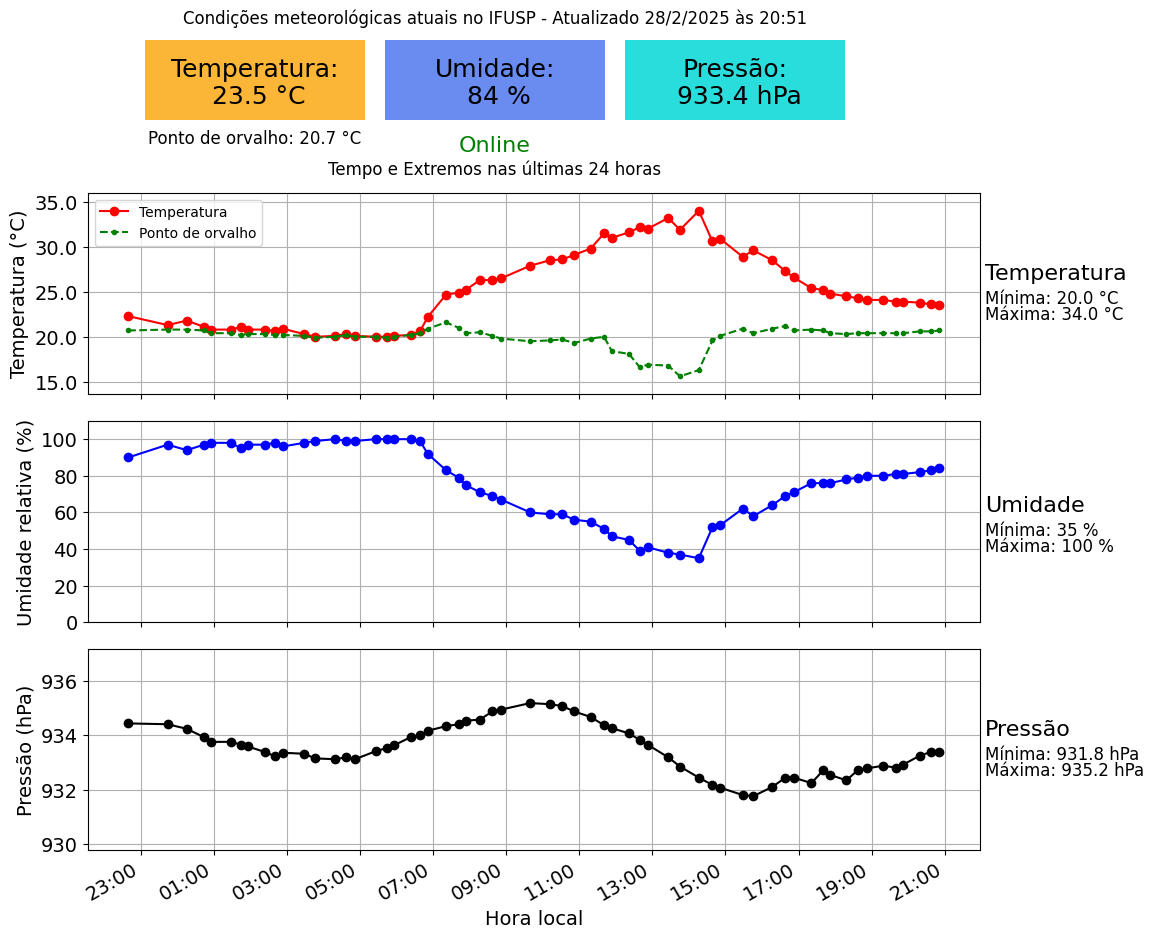 Condições meteorológicas atuais no IFUSP - Atualizado 28/2/2025 às 20:51
Temperatura:
23.5 °C
Umidade:
84 %
Pressão:
933.4 hPa
Ponto de orvalho: 20.7 °C
Online
Tempo e Extremos nas últimas 24 horas
Temperatura (°C)
35.0
30.0
25.0
20.0
15.0
Temperatura
Ponto de orvalho
Temperatura
Mínima: 20.0 °C
Máxima: 34.0 °C
Umidade relativa (%)
100
80
60
40
20
0
Umidade
Mínima: 35 %
Máxima: 100 %
Pressão (hPa)
936
934
932
930
Pressão
Mínima: 931.8 hPa
Máxima: 935.2 hPa
23:00
01:00
03:00
05:00
07:00
09:00
11:00
13:00
15:00
17:00
19:00
21:00
Hora local